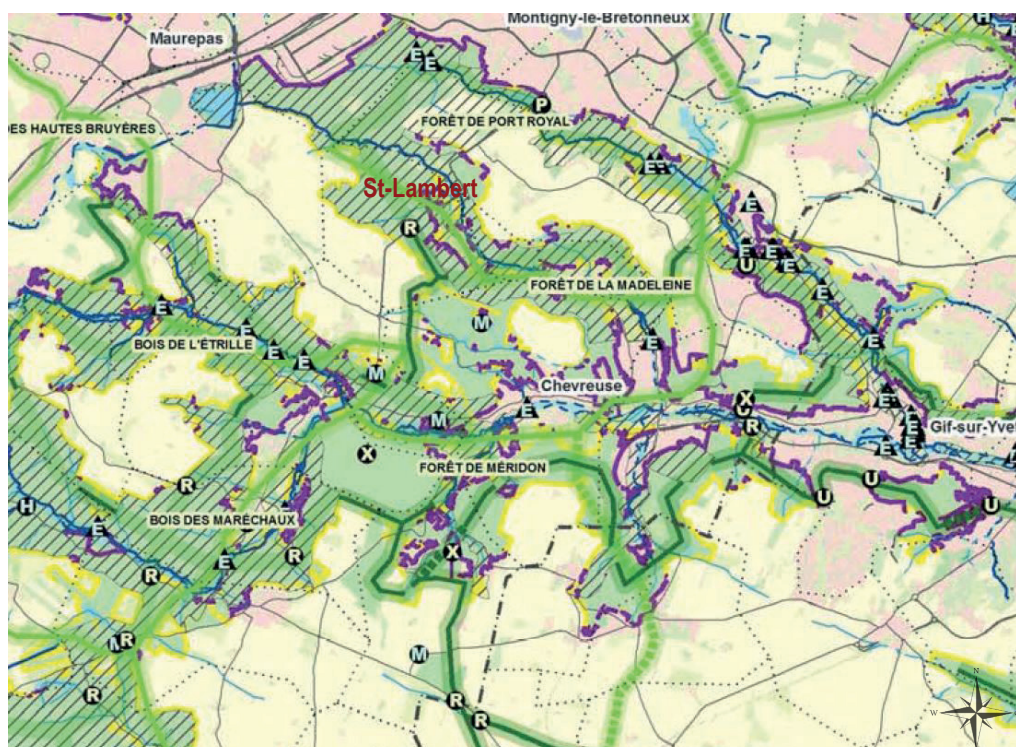 Montigny-le-Bretonneux
H
Maurepas
E
E
E
P
FORÊT DE PORT ROYAL
DES HAUTES BRUYÈRES
E
E
St-Lambert
E
R
E
E
E
U
E
FORÊT DE LA MADELEINE
E
E
M
E
E
E
BOIS DE L'ÉTRILLE
E
E
M
Chevreuse
X
E
E
U
M
R
E
E
E
Gif-sur-Yvet
E
X
FORÊT DE MÉRIDON
R
U
U
H
U
BOIS DES MARÉCHAUX
E
X
R
E
R
M
R
M
R
R
R
N
W